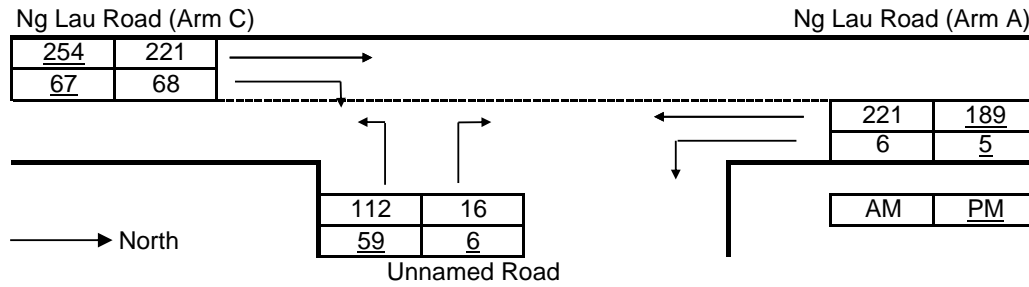 Ng Lau Road (Arm C) Ng Lau Road (Arm A)
254 221
67 68
221 189
6 5
112 16 AM PM
59 6
North
Unnamed Road